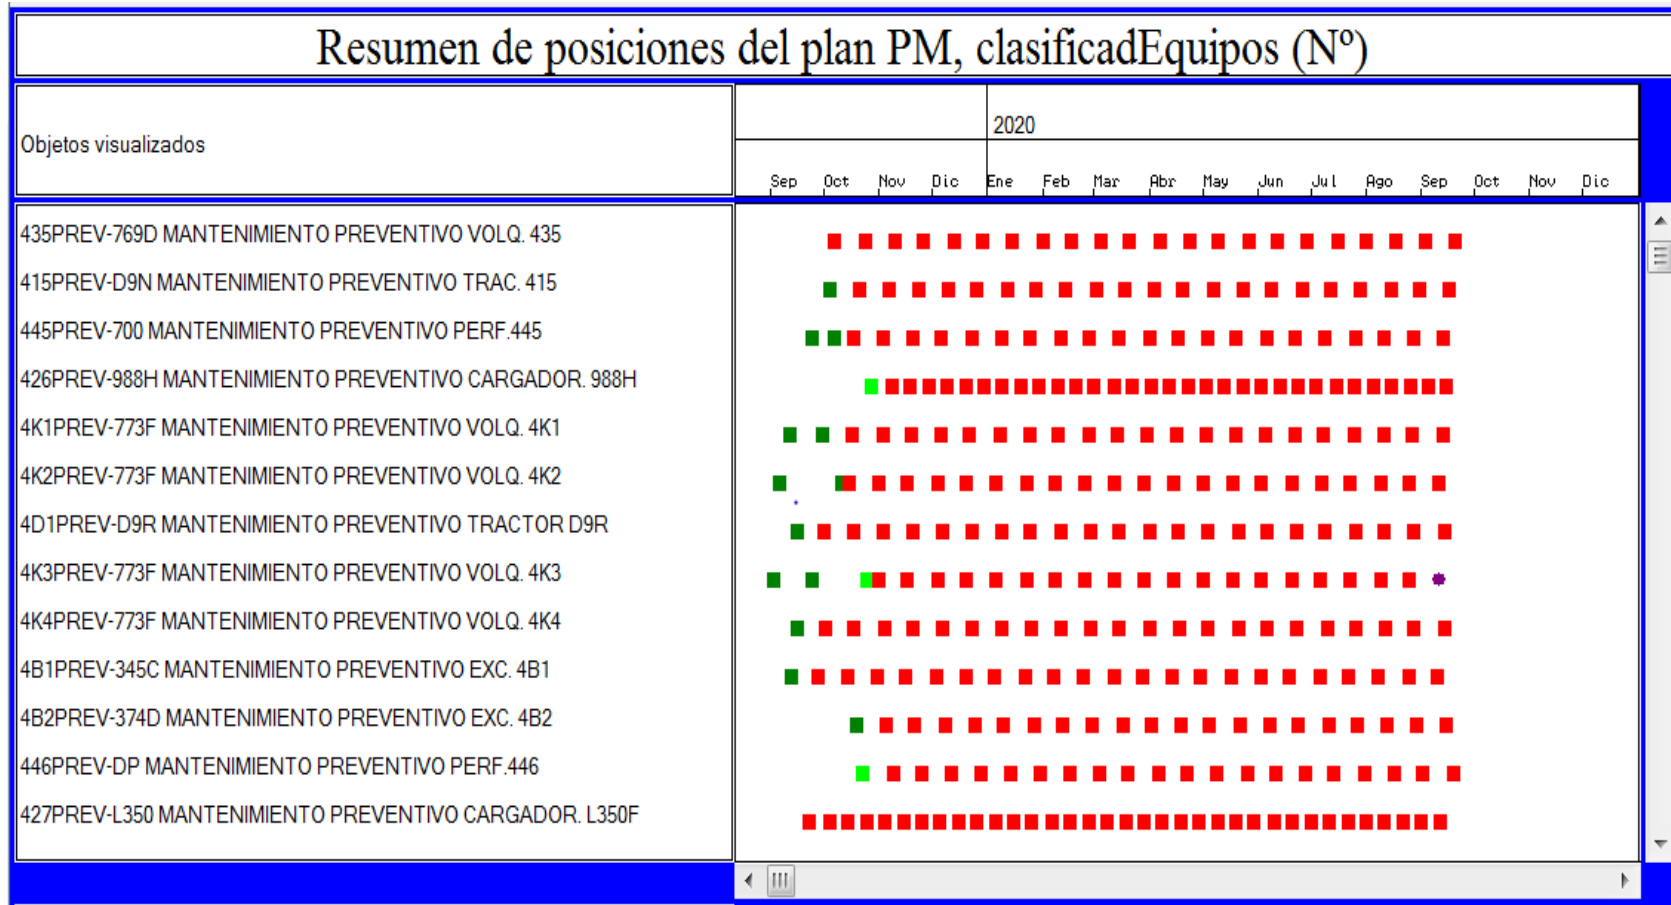 Resumen de posiciones del plan PM, clasificadEquipos (Nº)
Objetos visualizados
2020
Sep Oct Nov Dic Ene Feb Mar Abr May Jun Jul Ago Sep Oct Nov Dic
435PREV-769D MANTENIMIENTO PREVENTIVO VOLQ. 435
415PREV-D9N MANTENIMIENTO PREVENTIVO TRAC. 415
445PREV-700 MANTENIMIENTO PREVENTIVO PERF.445
426PREV-988H MANTENIMIENTO PREVENTIVO CARGADOR. 988H
4K1PREV-773F MANTENIMIENTO PREVENTIVO VOLQ. 4K1
4K2PREV-773F MANTENIMIENTO PREVENTIVO VOLQ. 4K2
4D1PREV-D9R MANTENIMIENTO PREVENTIVO TRACTOR D9R
4K3PREV-773F MANTENIMIENTO PREVENTIVO VOLQ. 4K3
4K4PREV-773F MANTENIMIENTO PREVENTIVO VOLQ. 4K4
4B1PREV-345C MANTENIMIENTO PREVENTIVO EXC. 4B1
4B2PREV-374D MANTENIMIENTO PREVENTIVO EXC. 4B2
446PREV-DP MANTENIMIENTO PREVENTIVO PERF.446
427PREV-L350 MANTENIMIENTO PREVENTIVO CARGADOR. L350F